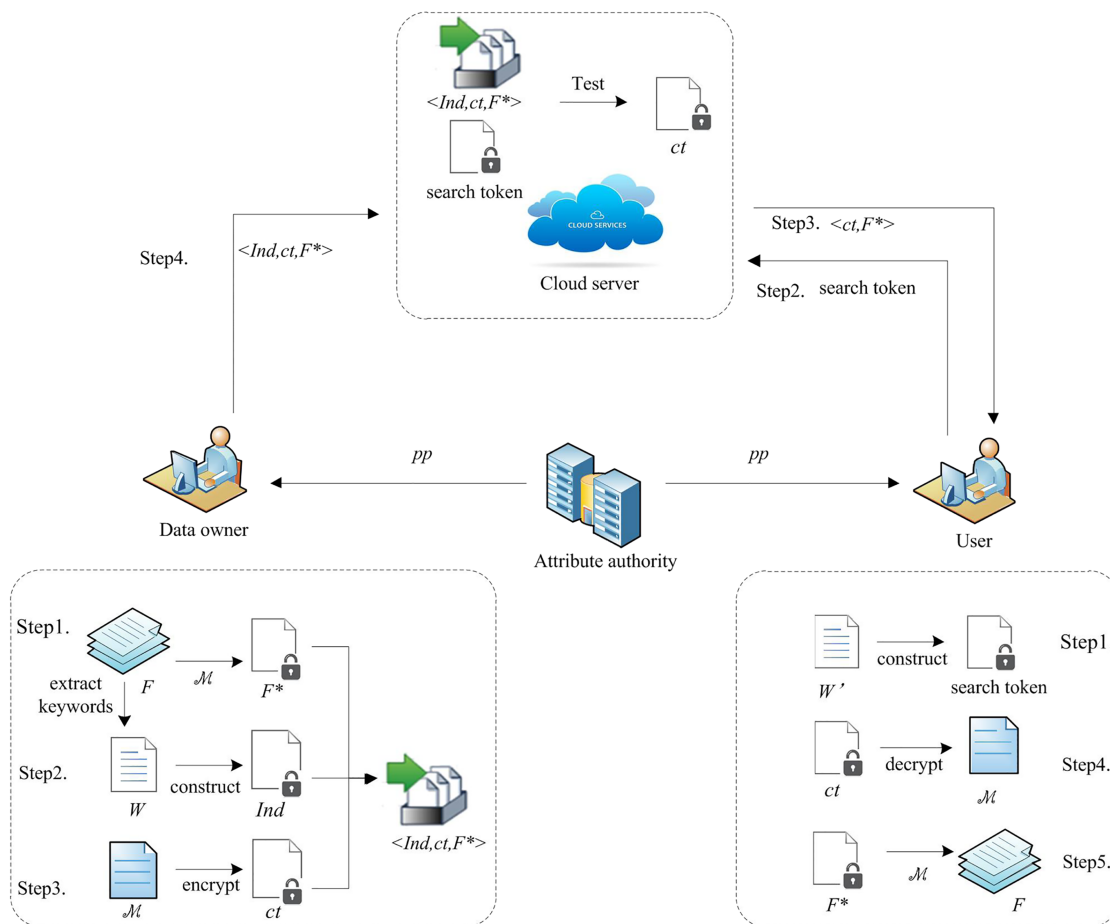 <Ind,ct,F*>
Test
ct
search token
CLOUD SERVICES
Cloud server
Step4.
<Ind,ct,F*>
Step3. <ct,F*>
Step2. search token
pp
pp
Data owner
Attribute authority
User
Step1.
F
ℳ
F*
extract
keywords
Step2.
W
construct
Ind
<Ind,ct,F*>
Step3.
ℳ
encrypt
ct
W’
construct
search token
Step1
ct
decrypt
ℳ
Step4.
F*
ℳ
F
Step5.